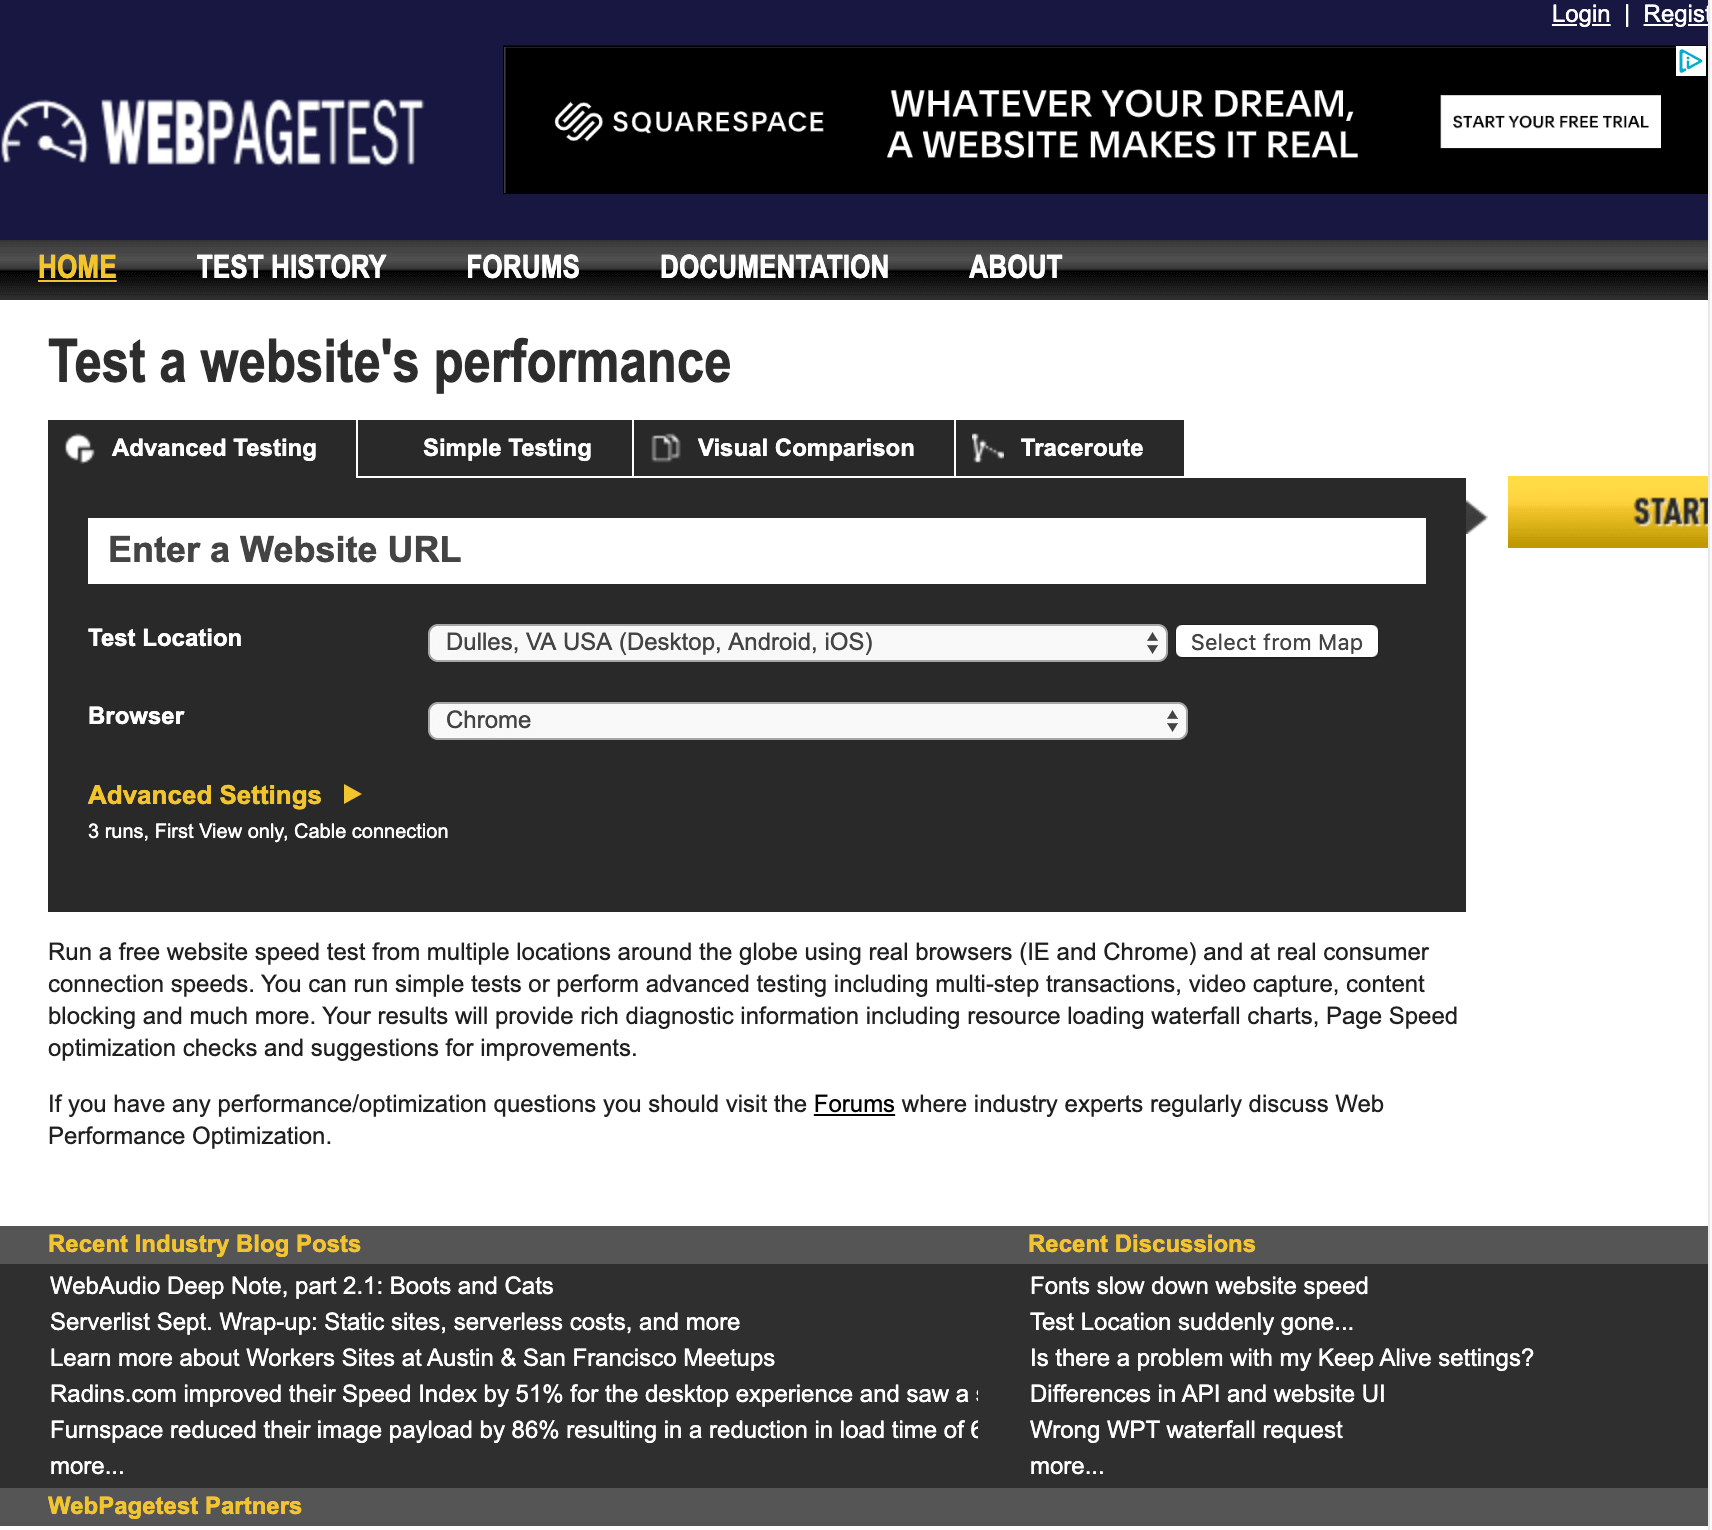 Login | Regist
WEBPAGETEST
SQUARESPACE
WHATEVER YOUR DREAM,
A WEBSITE MAKES IT REAL
START YOUR FREE TRIAL
HOME TEST HISTORY FORUMS DOCUMENTATION ABOUT
Test a website's performance
Advanced Testing Simple Testing Visual Comparison Traceroute
START
Enter a Website URL
Test Location Dulles, VA USA (Desktop, Android, iOS) Select from Map
Browser Chrome
Advanced Settings
3 runs, First View only, Cable connection
Run a free website speed test from multiple locations around the globe using real browsers (IE and Chrome) and at real consumer
connection speeds. You can run simple tests or perform advanced testing including multi-step transactions, video capture, content
blocking and much more. Your results will provide rich diagnostic information including resource loading waterfall charts, Page Speed
optimization checks and suggestions for improvements.
If you have any performance/optimization questions you should visit the Forums where industry experts regularly discuss Web
Performance Optimization.
Recent Industry Blog Posts
WebAudio Deep Note, part 2.1: Boots and Cats
Serverlist Sept. Wrap-up: Static sites, serverless costs, and more
Learn more about Workers Sites at Austin & San Francisco Meetups
Radins.com improved their Speed Index by 51% for the desktop experience and saw a
Furnspace reduced their image payload by 86% resulting in a reduction in load time of
more...
Recent Discussions
Fonts slow down website speed
Test Location suddenly gone...
Is there a problem with my Keep Alive settings?
Differences in API and website UI
Wrong WPT waterfall request
more...
WebPagetest Partners